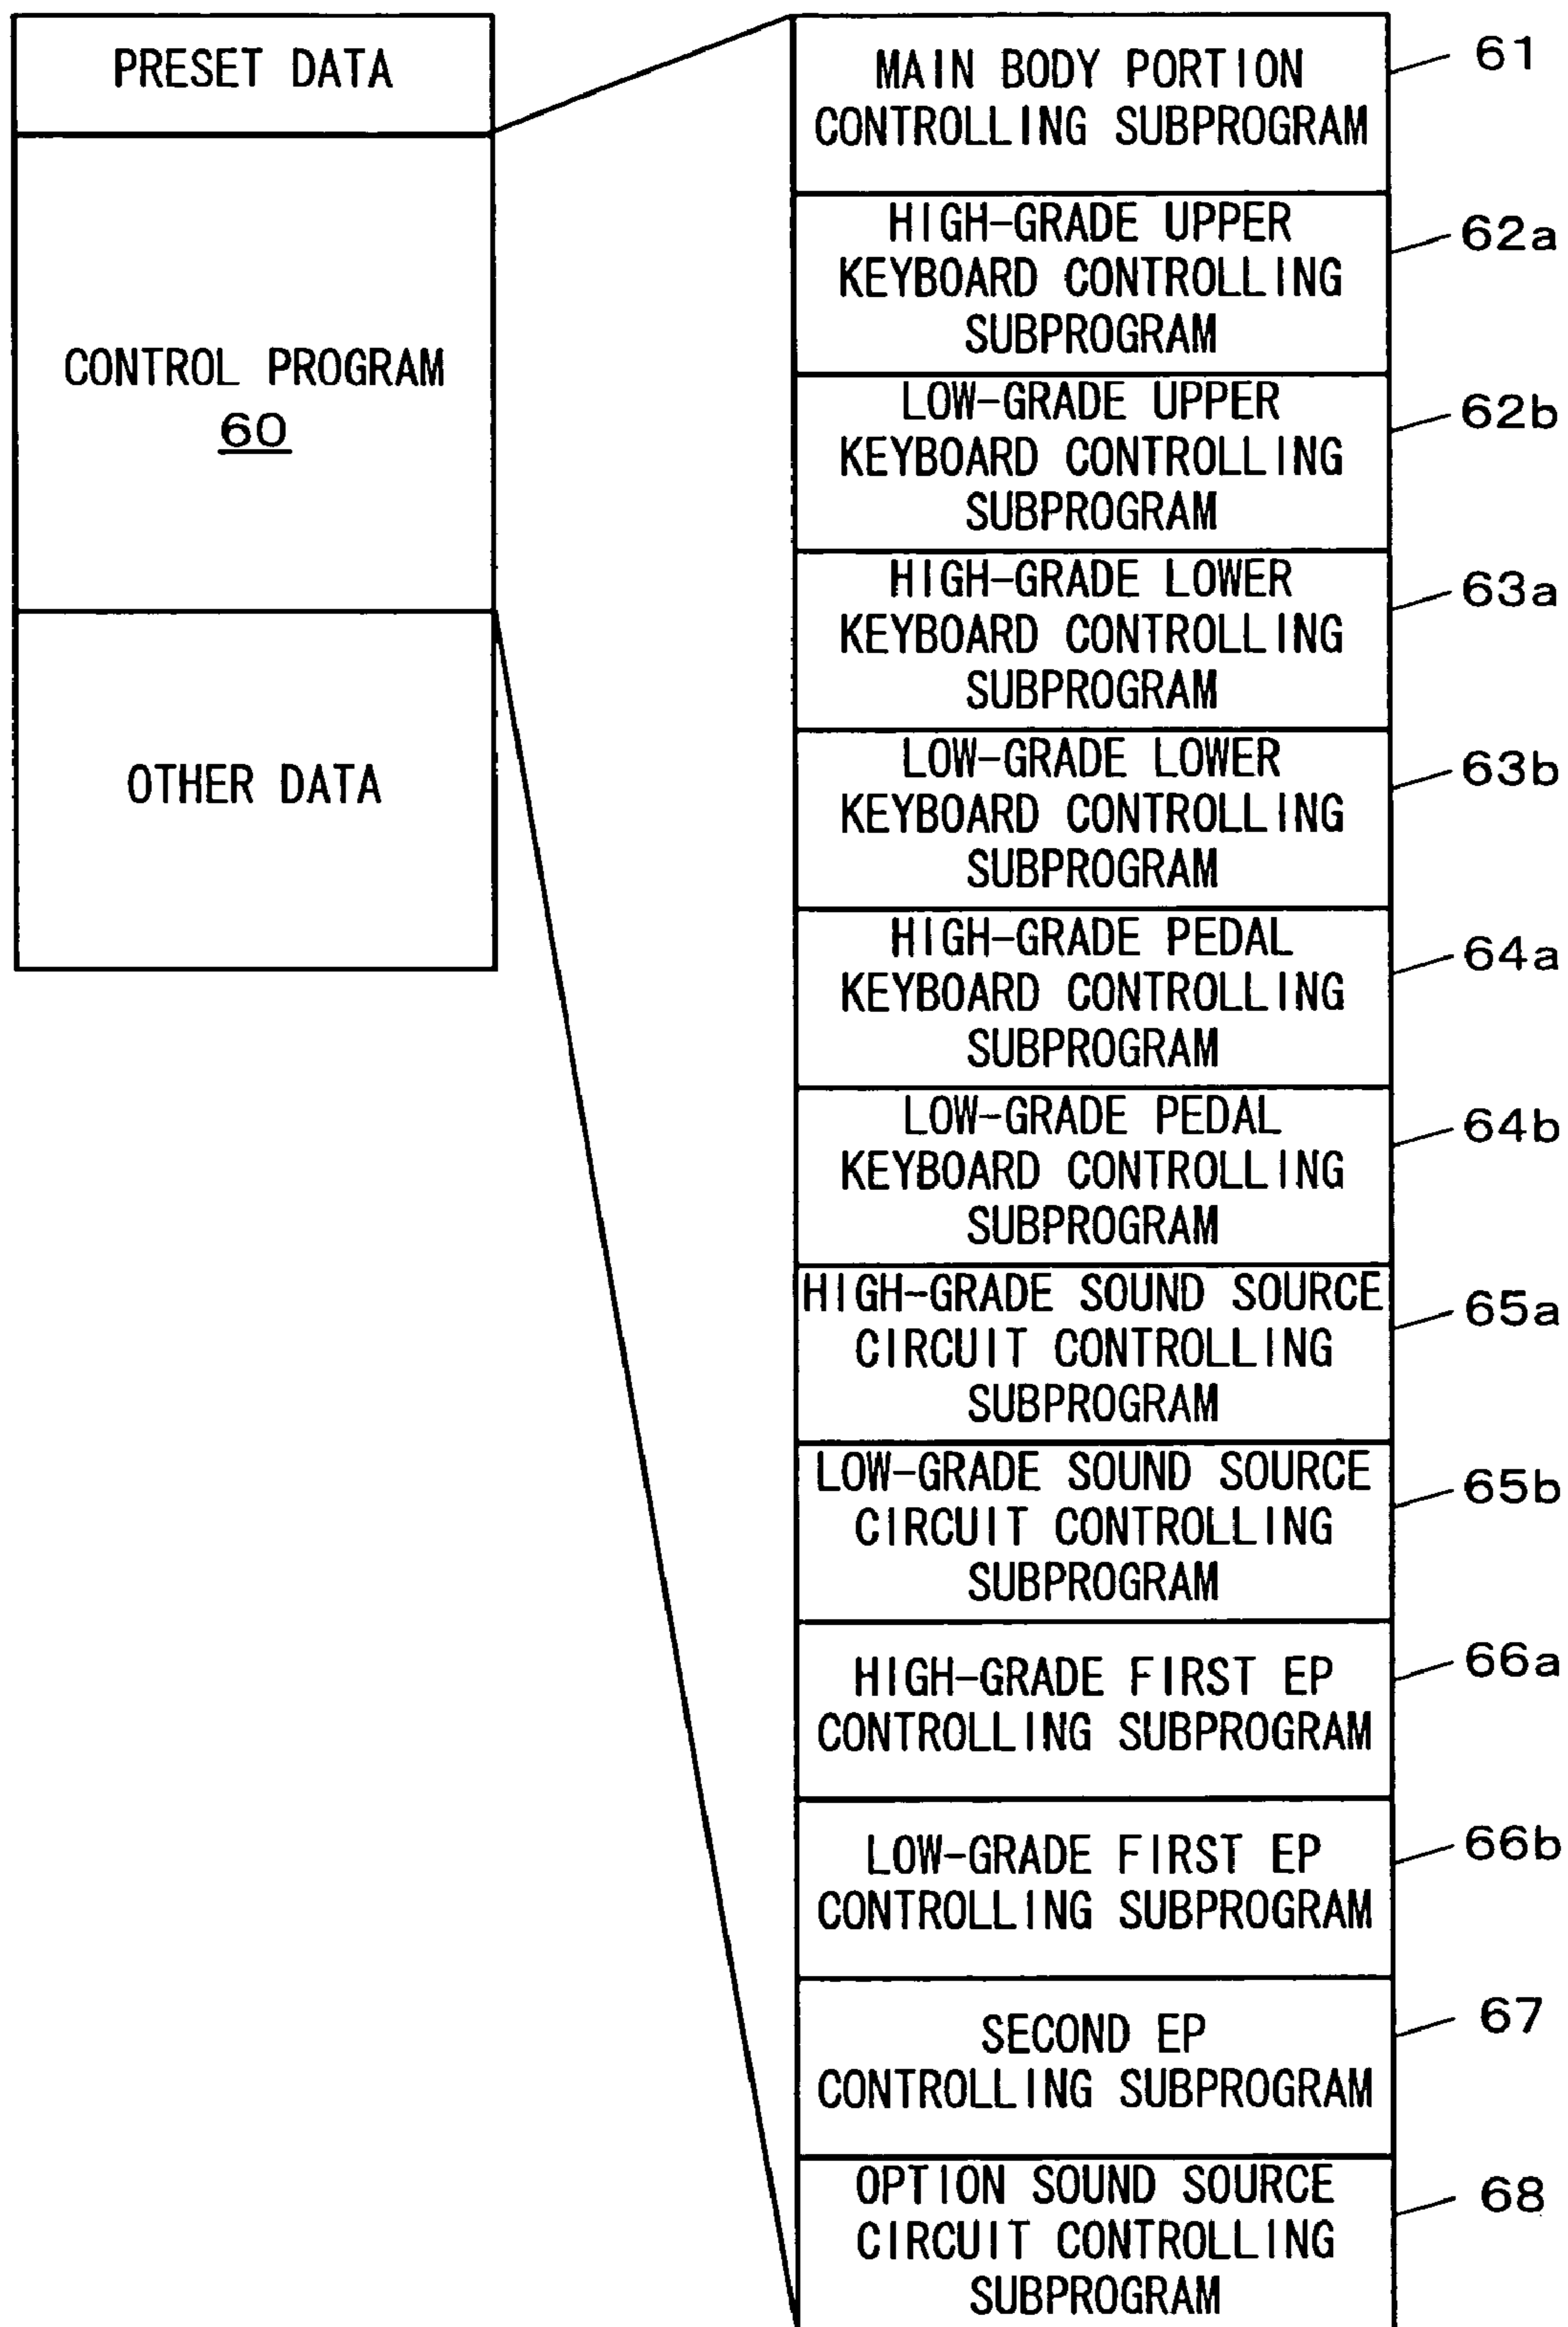 PRESET DATA
CONTROL PROGRAM
60
OTHER DATA
MAIN BODY PORTION
CONTROLLING SUBPROGRAM
61
HIGH-GRADE UPPER
KEYBOARD CONTROLLING
SUBPROGRAM
62a
LOW-GRADE UPPER
KEYBOARD CONTROLLING
SUBPROGRAM
62b
HIGH-GRADE LOWER
KEYBOARD CONTROLLING
SUBPROGRAM
63a
LOW-GRADE LOWER
KEYBOARD CONTROLLING
SUBPROGRAM
63b
HIGH-GRADE PEDAL
KEYBOARD CONTROLLING
SUBPROGRAM
64a
LOW-GRADE PEDAL
KEYBOARD CONTROLLING
SUBPROGRAM
64b
HIGH-GRADE SOUND SOURCE
CIRCUIT CONTROLLING
SUBPROGRAM
65a
LOW-GRADE SOUND SOURCE
CIRCUIT CONTROLLING
SUBPROGRAM
65b
HIGH-GRADE FIRST EP
CONTROLLING SUBPROGRAM
66a
LOW-GRADE FIRST EP
CONTROLLING SUBPROGRAM
66b
SECOND EP
CONTROLLING SUBPROGRAM
67
OPTION SOUND SOURCE
CIRCUIT CONTROLLING
SUBPROGRAM
68